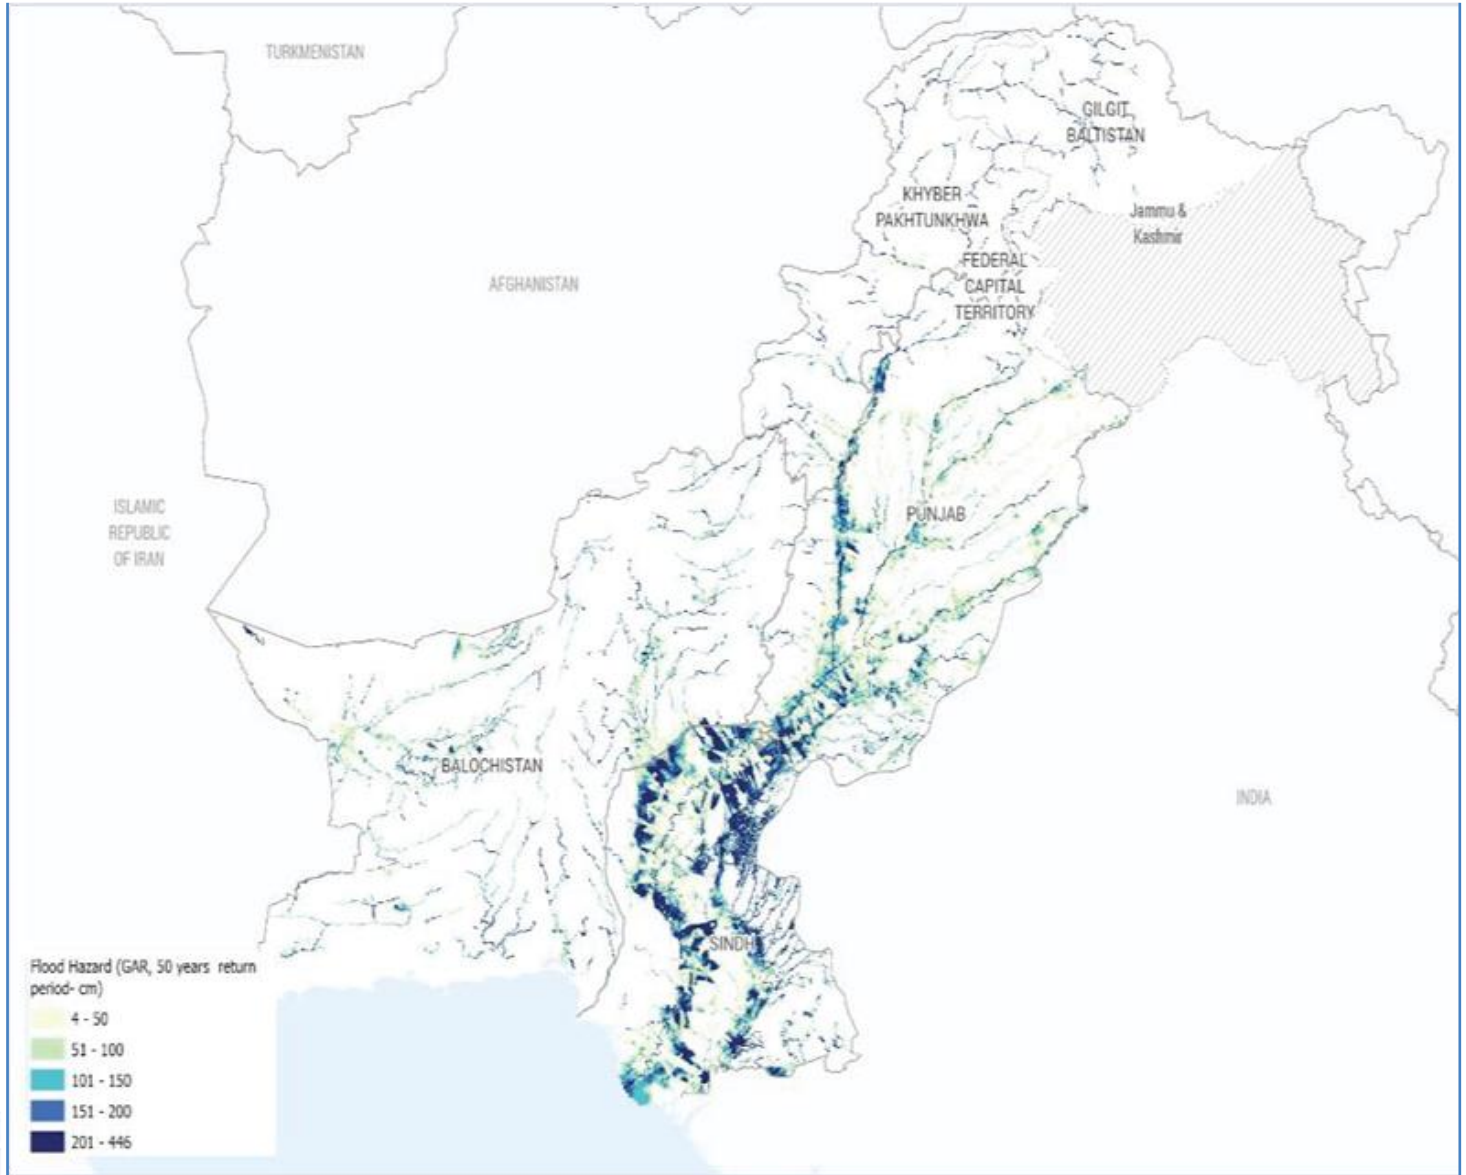 TURKMENISTAN
GILGIT
BALTISTAN
KHYBER
PAKHTUNKHWA
Jammu &
Kashmir
FEDERAL
CAPITAL
TERRITORY
AFGHANISTAN
ISLAMIC
REPUBLIC
OF IRAN
PUNJAB
BALOCHISTAN
INDIA
SINDH
Flood Hazard (GAR, 50 years return
period- cm)
4 - 50
51 - 100
101 - 150
151 - 200
201 - 446